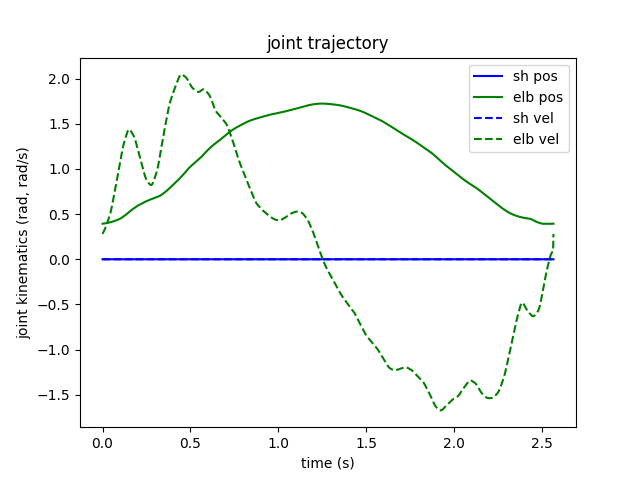 joint trajectory
joint kinematics (rad, rad/s)
2.0
1.5
1.0
0.5
0.0
−0.5
−1.0
−1.5
sh pos
elb pos
sh vel
elb vel
0.0 0.5 1.0 1.5 2.0 2.5
time (s)